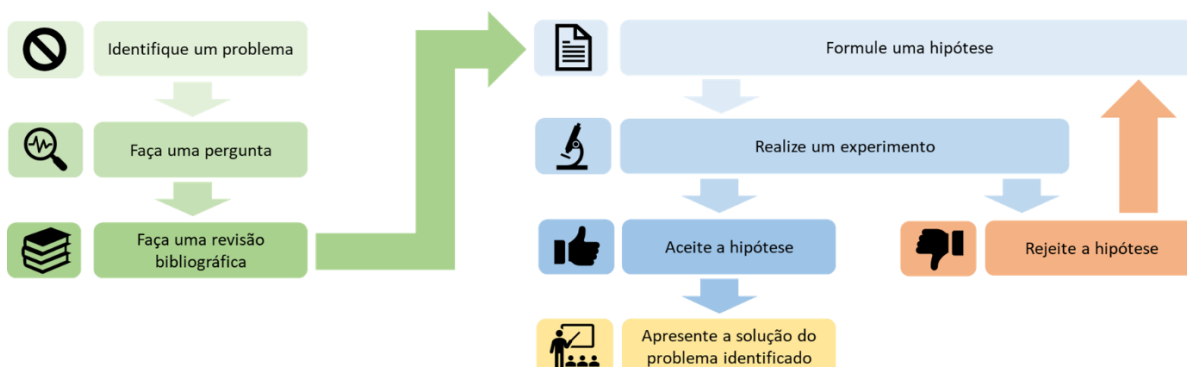 Identifique um problema
Faça uma pergunta
Faça uma revisão
bibliográfica
Formule uma hipótese
Realize um experimento
Aceite a hipótese
Rejeite a hipótese
Apresente a solução do
problema identificado